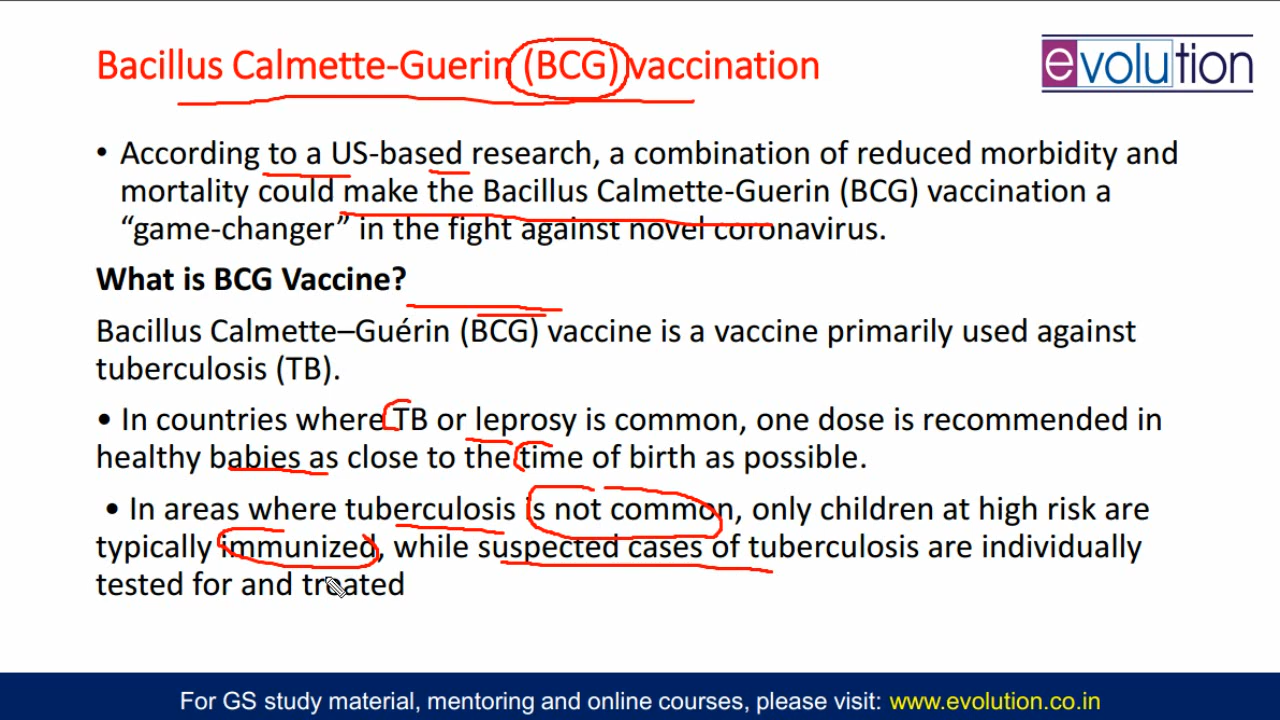 Bacillus Calmette-Guerin (BCG) vaccination
evolution
• According to a US-based research, a combination of reduced morbidity and
mortality could make the Bacillus Calmette-Guerin (BCG) vaccination a
“game-changer” in the fight against novel coronavirus.
What is BCG Vaccine?
Bacillus Calmette–Guérin (BCG) vaccine is a vaccine primarily used against
tuberculosis (TB).
• In countries where TB or leprosy is common, one dose is recommended in
healthy babies as close to the time of birth as possible.
• In areas where tuberculosis is not common, only children at high risk are
typically immunized, while suspected cases of tuberculosis are individually
tested for and treated
For GS study material, mentoring and online courses, please visit: www.evolution.co.in